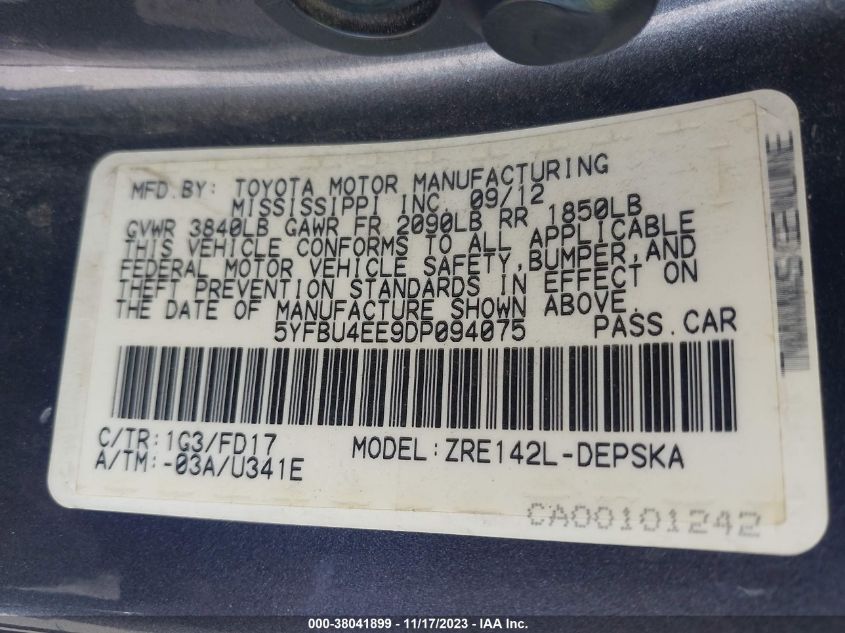 MFD.BY: TOYOTA MOTOR MANUFACTURING
MISSISSIPPI INC. 09/12
GVWR 3840LB GAWR FR 2090LB RR 1850LB
THIS VEHICLE CONFORMS TO ALL APPLICABLE
FEDERAL MOTOR VEHICLE SAFETY,BUMPER,AND
THEFT PREVENTION STANDARDS IN EFFECT ON
THE DATE OF MANUFACTURE SHOWN ABOVE.
5YFBU4EE9DP094075 PASS.CAR
C/TR:1G3/FD17 MODEL:ZRE142L-DEPSKA
A/TM:-03A/U341E
CA00101242
000-38041899 - 11/17/2023 - IAA Inc.